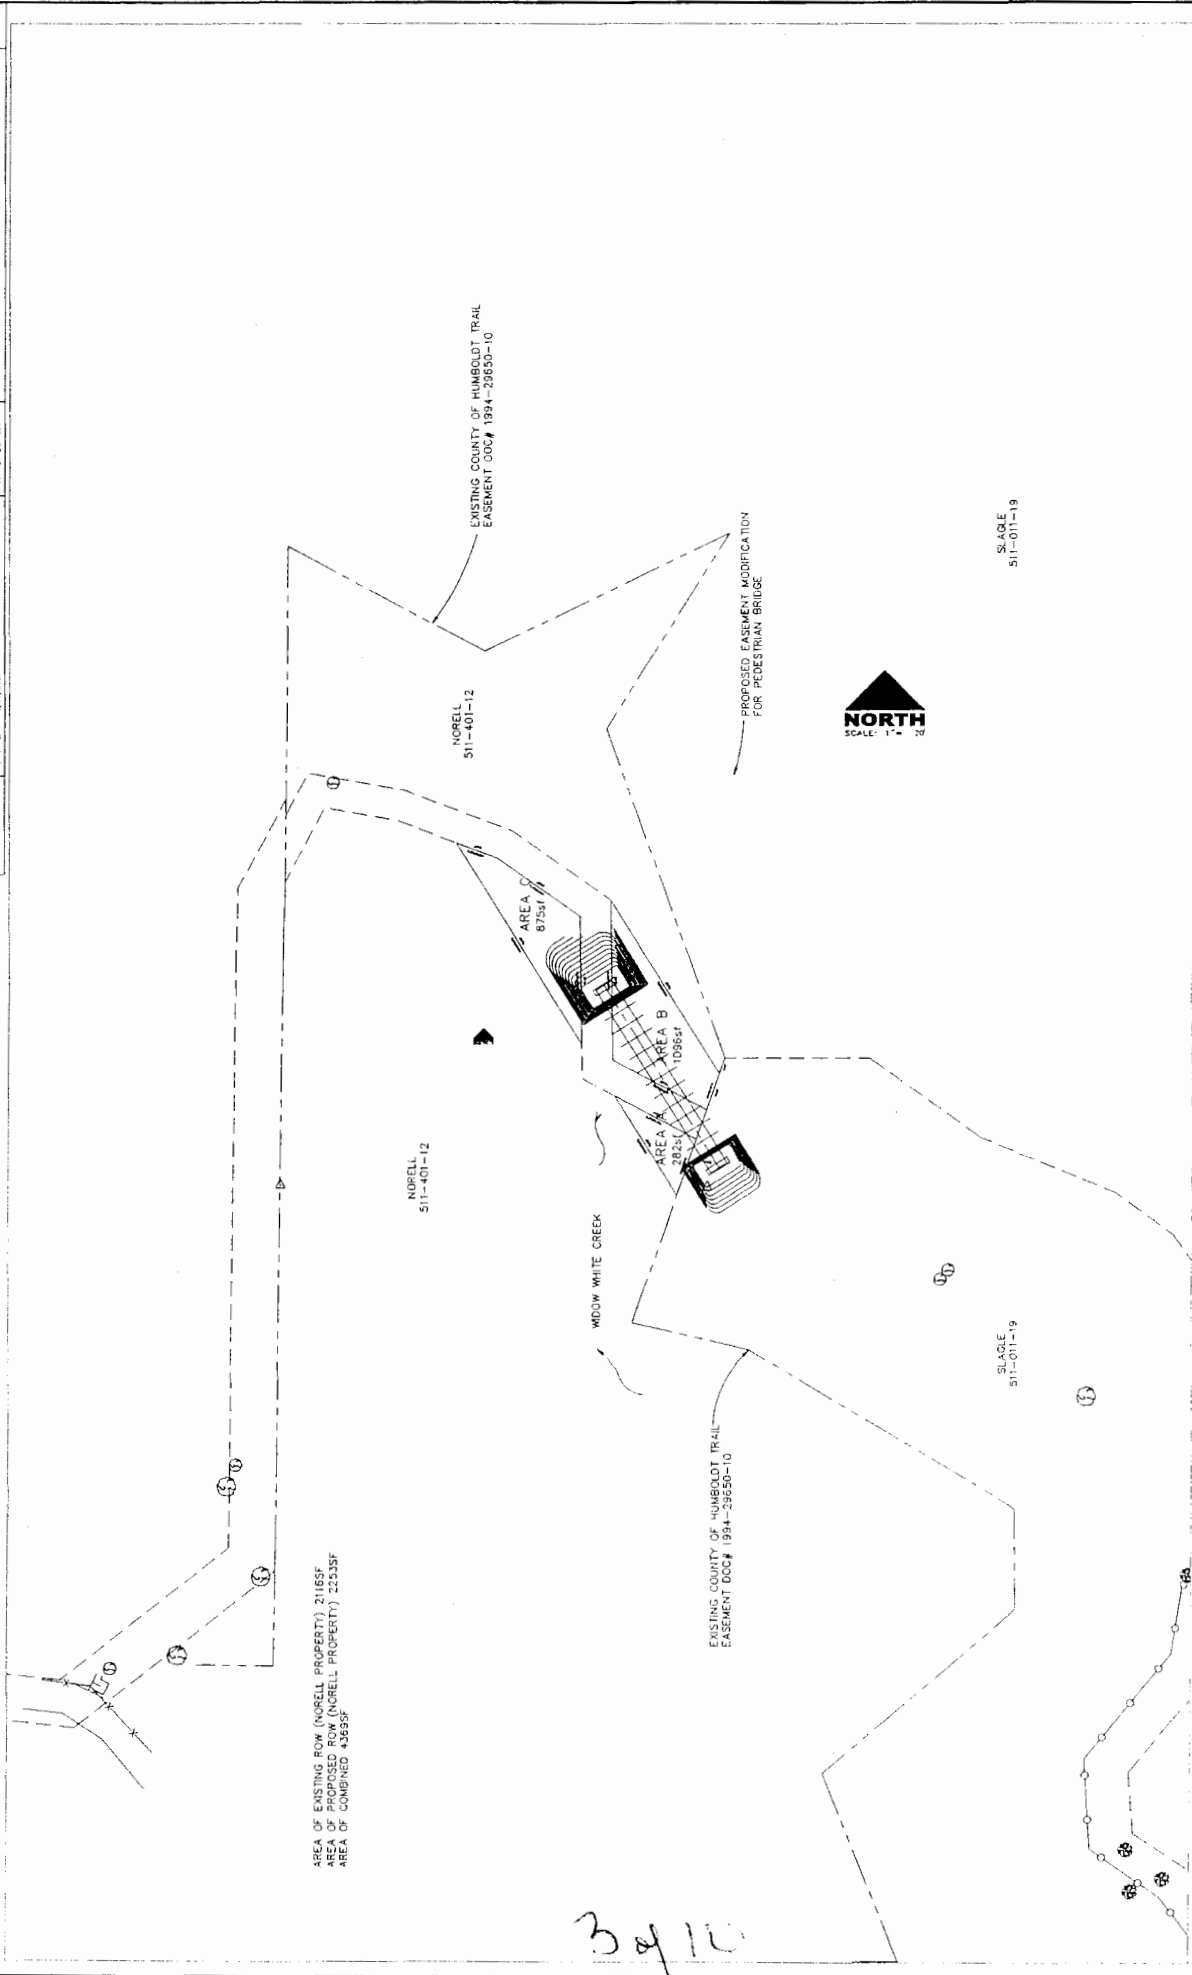 EXISTING COUNTY OF HUMBOLDT TRAIL
EASEMENT DOC# 1994-29650-10
NORELL
511-401-12
PROPOSED EASEMENT MODIFICATION
FOR PEDESTRIAN BRIDGE
SLAGLE
511-011-19
NORTH
SCALE: 1"= 20'
AREA C
875sf
AREA B
1096sf
AREA A
282sf
NORELL
511-401-12
WIDOW WHITE CREEK
SLAGLE
511-011-19
EXISTING COUNTY OF HUMBOLDT TRAIL
EASEMENT DOC# 1994-29650-10
AREA OF EXISTING ROW (NORELL PROPERTY) 2116SF
AREA OF PROPOSED ROW (NORELL PROPERTY) 2253SF
AREA OF COMBINED 4369SF
3 of 10